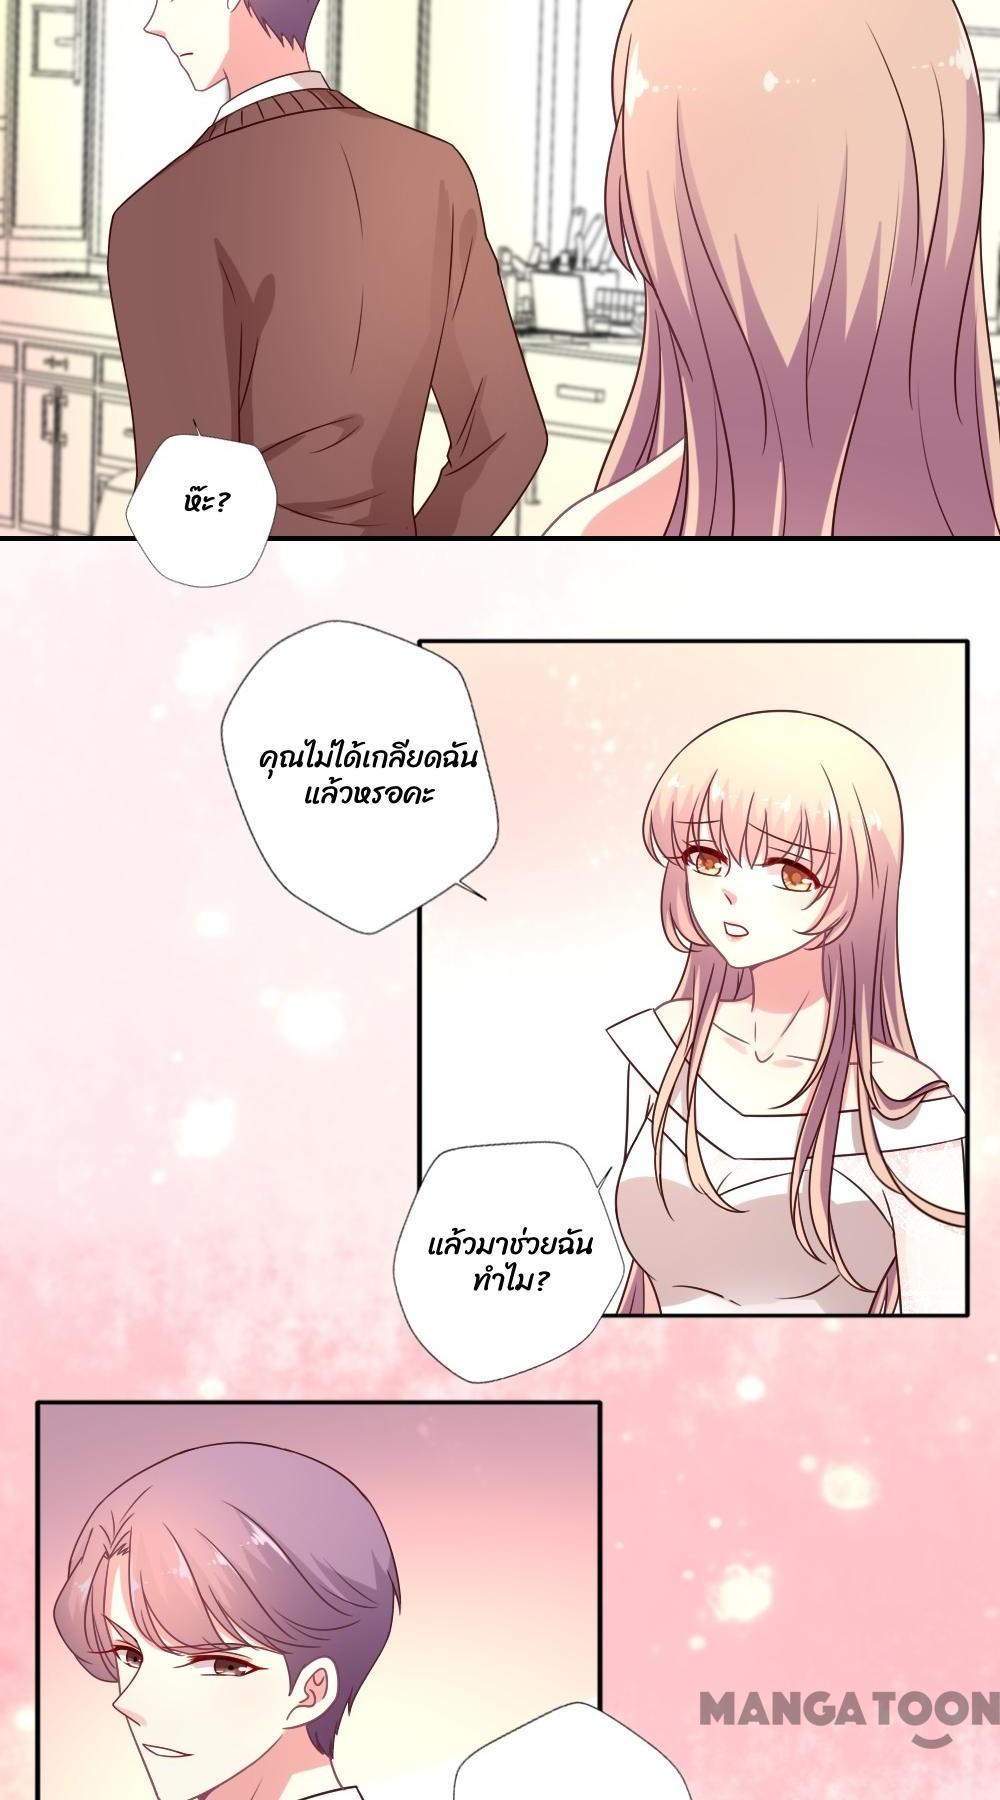 หืะ?
คุณไม่ได้เกลียดฉัน
แล้วหรอคะ
แล้วมาช่วยฉัน
ทำไม?
MANGATOON